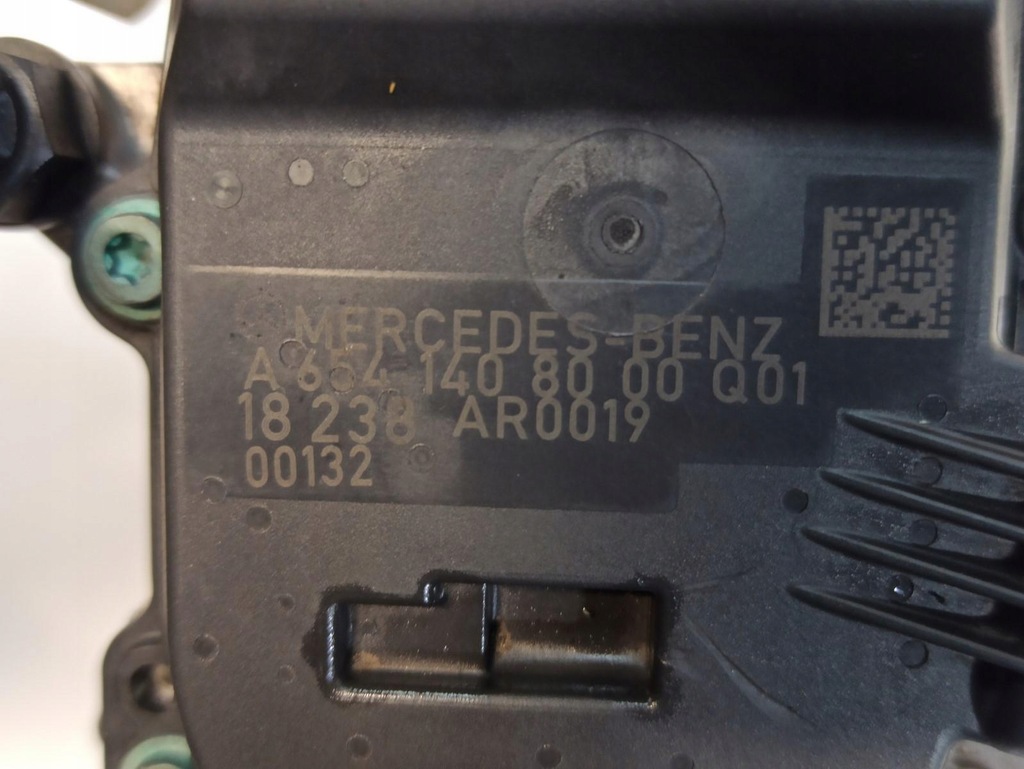 MERCEDES-BENZ
A 654 140 80 00 Q01
18 238 AR0019
00132